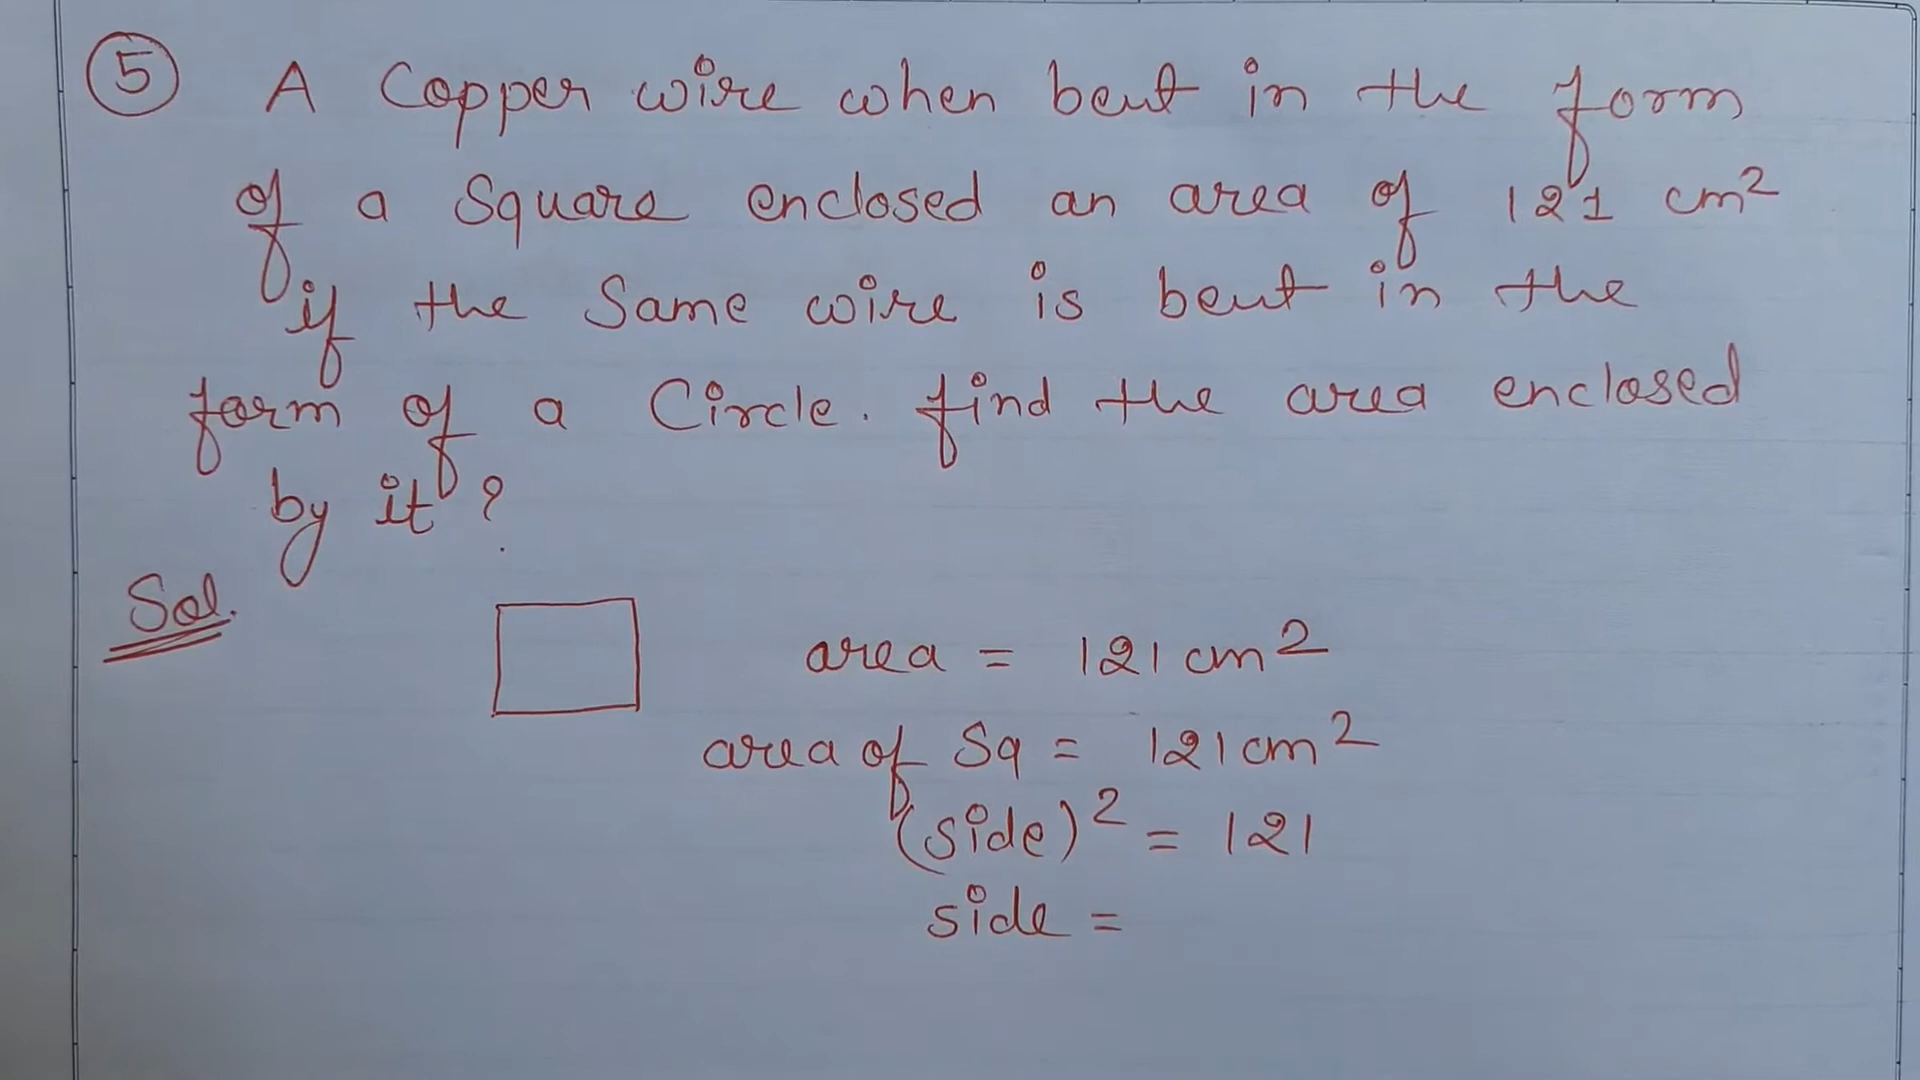 5 A Copper wire when bent in the form
of a Square enclosed an area of 121 cm²
if the Same wire is bent in the
form of a Circle. find the area enclosed
by it?
Sol.
area = 121 cm²
area of Sq = 121 cm²
(side)² = 121
side =